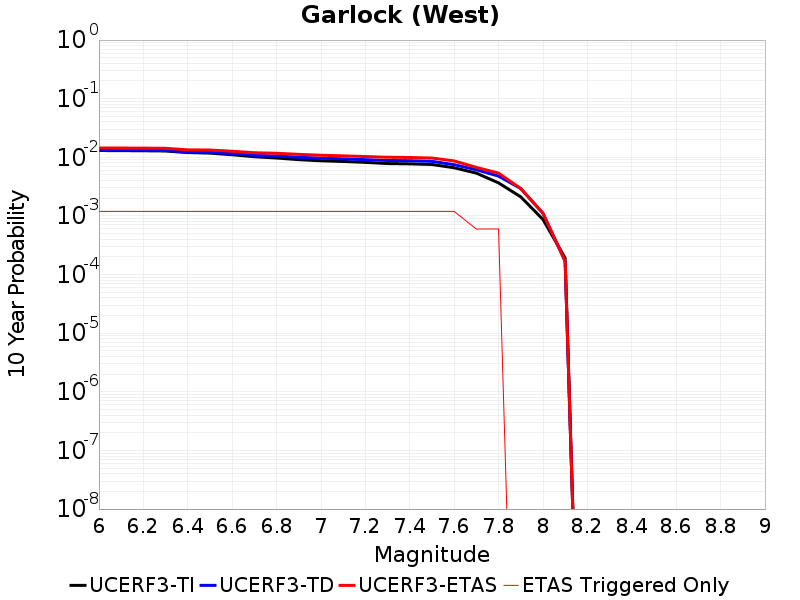 Garlock (West)
10 Year Probability
10^0
10^-1
10^-2
10^-3
10^-4
10^-5
10^-6
10^-7
10^-8
6 6.2 6.4 6.6 6.8 7 7.2 7.4 7.6 7.8 8 8.2 8.4 8.6 8.8 9
Magnitude
UCERF3-TI UCERF3-TD UCERF3-ETAS ETAS Triggered Only